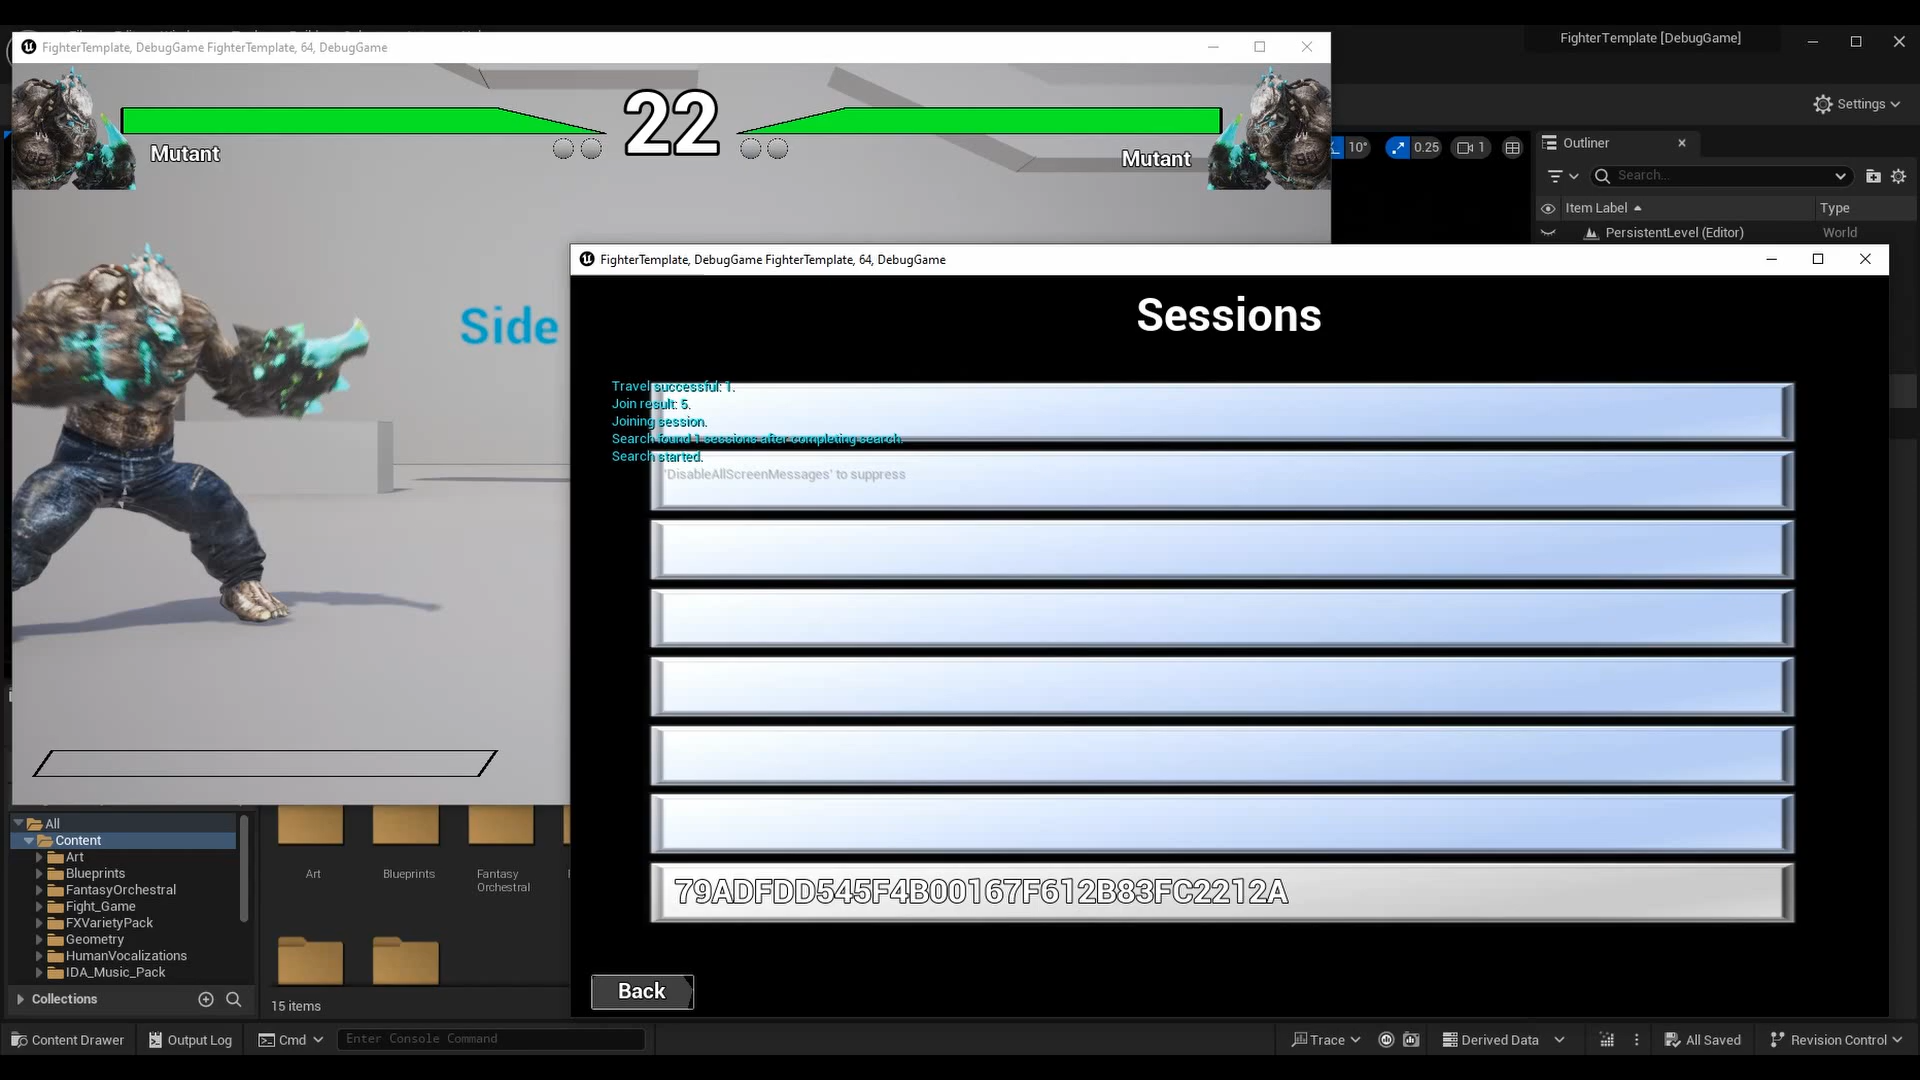 FighterTemplate, DebugGame FighterTemplate, 64, DebugGame
FighterTemplate [DebugGame]
Settings
22
Mutant
Mutant
10°
0.25
1
Outliner
Search...
Item Label
Type
PersistentLevel (Editor)
World
Side
FighterTemplate, DebugGame FighterTemplate, 64, DebugGame
Sessions
Travel successful: 1.
Join result: 5.
Joining session.
Search found 1 sessions after completing search.
Search started.
'DisableAllScreenMessages' to suppress
79ADFDD545F4B00167F612B83FC2212A
Back
All
Content
Art
Blueprints
FantasyOrchestral
Fight_Game
FXVarietyPack
Geometry
HumanVocalizations
IDA_Music_Pack
Collections
Art
Blueprints
Fantasy
Orchestral
15 items
Content Drawer
Output Log
Cmd
Enter Console Command
Trace
Derived Data
All Saved
Revision Control